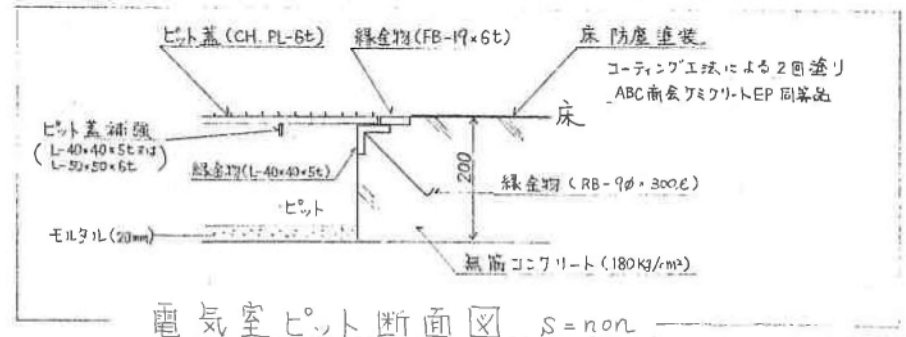 ピット蓋(CH. PL-6t)
縁金物(FB-19×6t)
床 防塵塗装
コーティング工法による2回塗り
ABC商会ケミクリートEP同等品
床
ピット蓋補強
(L-40×40×5t又は
L-50×50×6t)
縁金物(L-40×40×5t)
200
縁金物(RB-9φ×300ℓ)
ピット
モルタル(20mm)
無筋コンクリート(180kg/cm²)
電気室ピット断面図 S=non